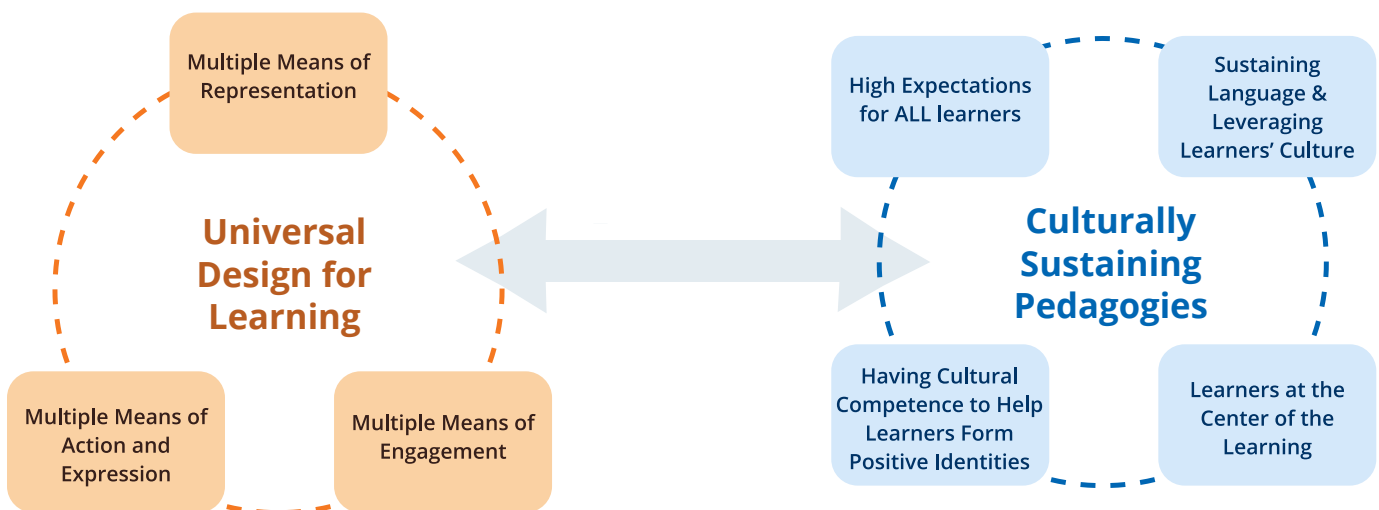 Multiple Means of
Representation
Universal
Design for
Learning
Multiple Means of
Action and
Expression
Multiple Means of
Engagement
High Expectations
for ALL learners
Sustaining
Language &
Leveraging
Learners’ Culture
Culturally
Sustaining
Pedagogies
Having Cultural
Competence to Help
Learners Form
Positive Identities
Learners at the
Center of the
Learning